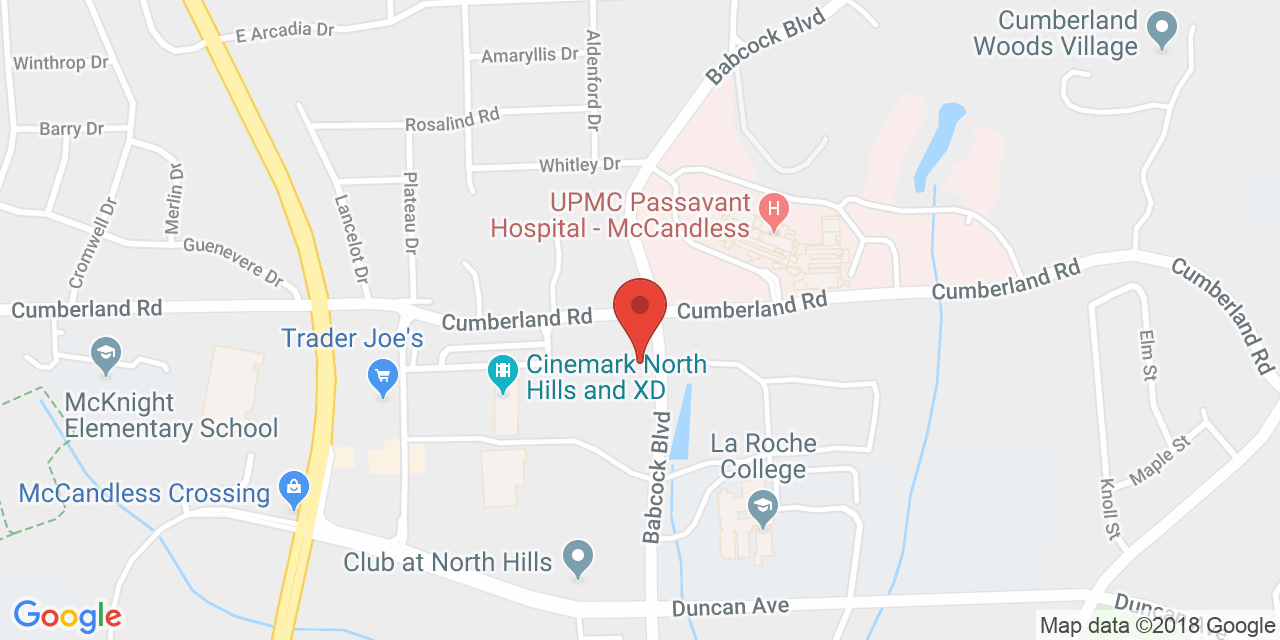 E Arcadia Dr
Winthrop Dr
Amaryllis Dr
Aldenford Dr
Babcock Blvd
Cumberland
Woods Village
Barry Dr
Rosalind Rd
Merlin Dr
Whitley Dr
Plateau Dr
Lancelot Dr
Cromwell Dr
Guenevere Dr
UPMC Passavant
Hospital - McCandless
H
Cumberland Rd
Cumberland Rd
Cumberland Rd
Cumberland Rd
Cumberland Rd
Trader Joe's
Cinemark North
Hills and XD
McKnight
Elementary School
Elm St
Babcock Blvd
La Roche
College
Maple St
Knoll St
McCandless Crossing
Club at North Hills
Duncan Ave
Duncan Ave
Google
Map data ©2018 Google